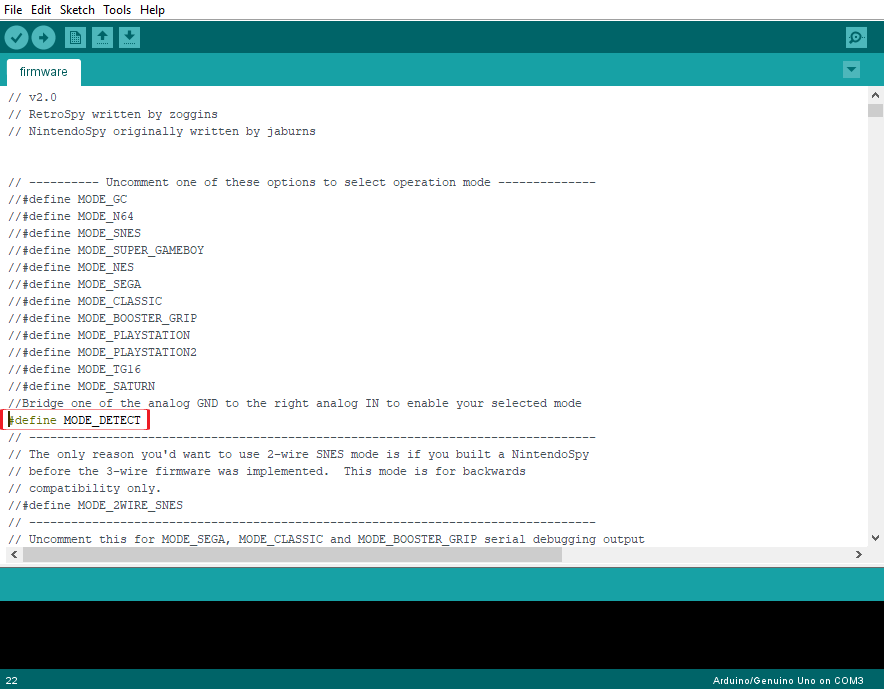 File Edit Sketch Tools Help
firmware
// v2.0
// RetroSpy written by zoggins
// NintendoSpy originally written by jaburns
// ---------- Uncomment one of these options to select operation mode --------------
//#define MODE_GC
//#define MODE_N64
//#define MODE_SNES
//#define MODE_SUPER_GAMEBOY
//#define MODE_NES
//#define MODE_SEGA
//#define MODE_CLASSIC
//#define MODE_BOOSTER_GRIP
//#define MODE_PLAYSTATION
//#define MODE_PLAYSTATION2
//#define MODE_TG16
//#define MODE_SATURN
//Bridge one of the analog GND to the right analog IN to enable your selected mode
#define MODE_DETECT
// ---------------------------------------------------------------------------------
// The only reason you'd want to use 2-wire SNES mode is if you built a NintendoSpy
// before the 3-wire firmware was implemented.  This mode is for backwards
// compatibility only.
//#define MODE_2WIRE_SNES
// ---------------------------------------------------------------------------------
// Uncomment this for MODE_SEGA, MODE_CLASSIC and MODE_BOOSTER_GRIP serial debugging output
22
Arduino/Genuino Uno on COM3